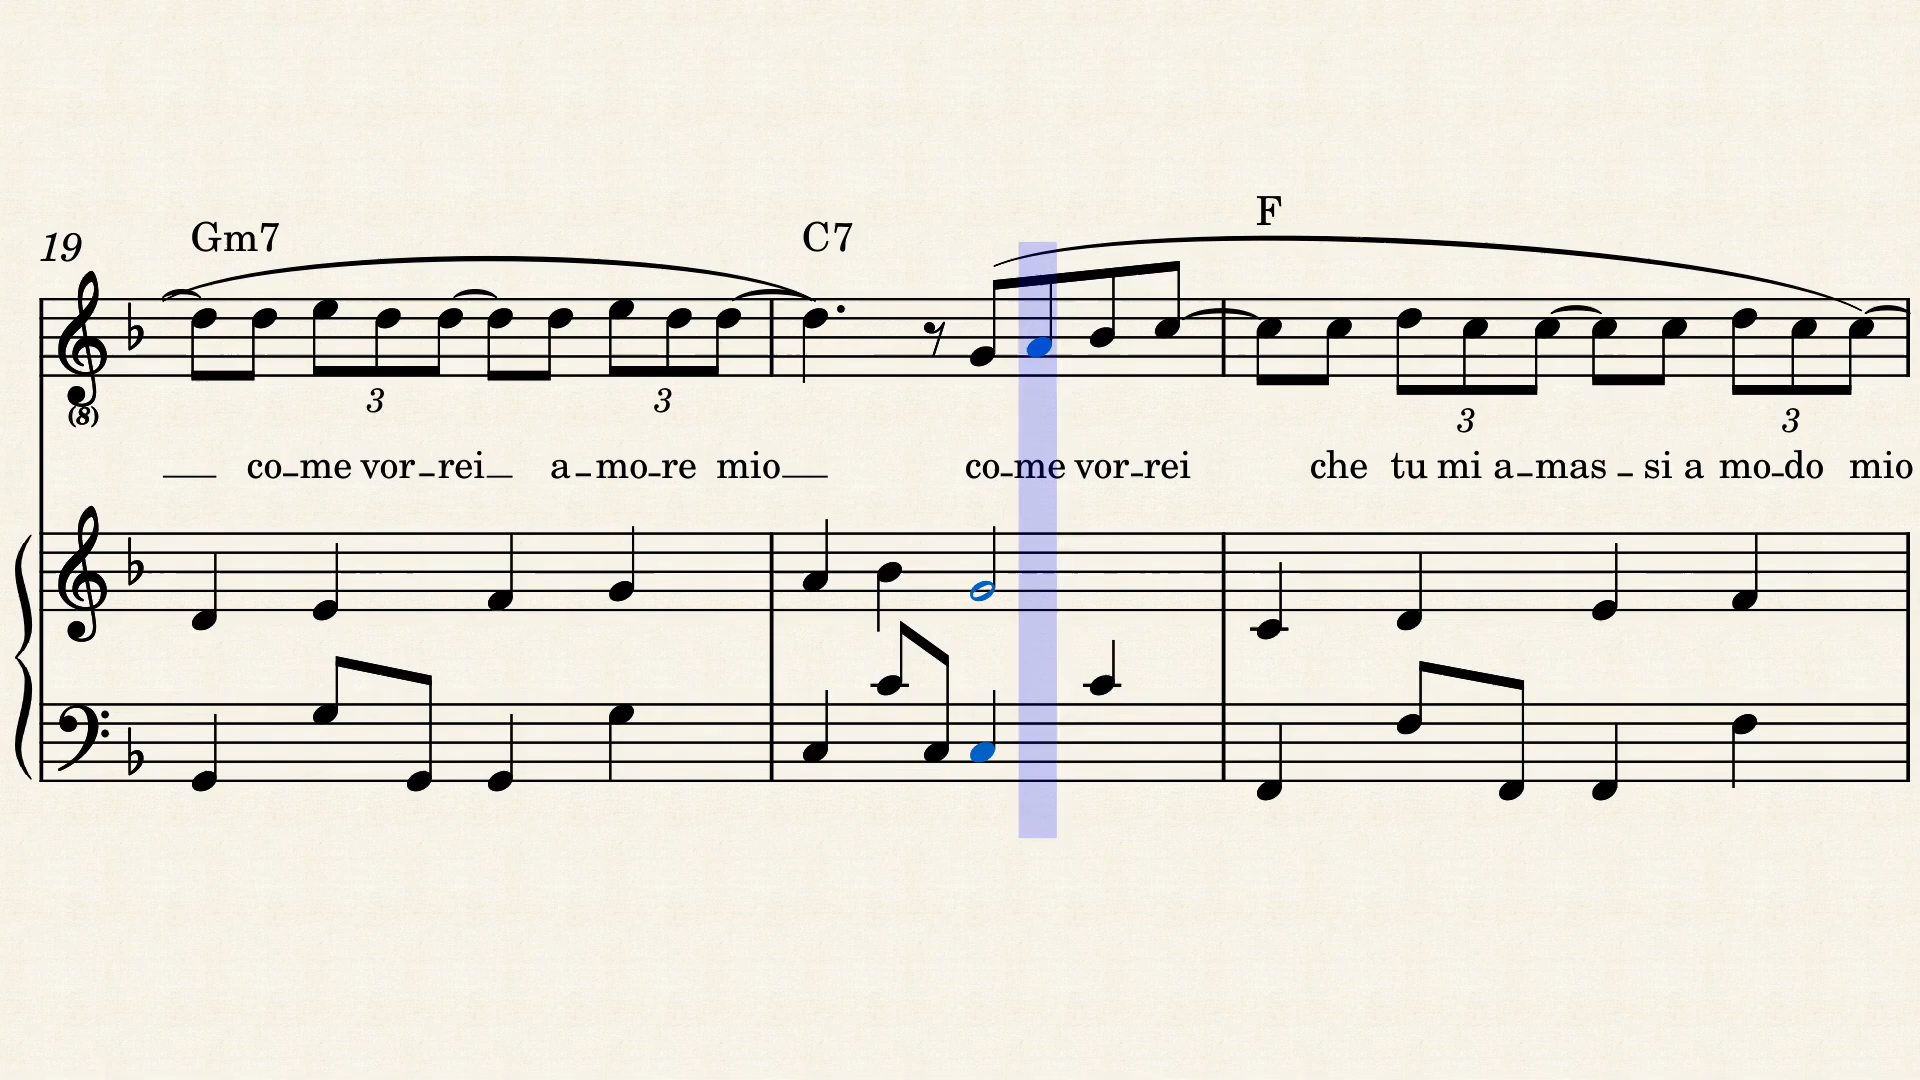 F
19 Gm7 C7
(8) 3 3 3 3
co-me vor-rei a-mo-re mio co-me vor-rei che tu mi a-mas-si a mo-do mio